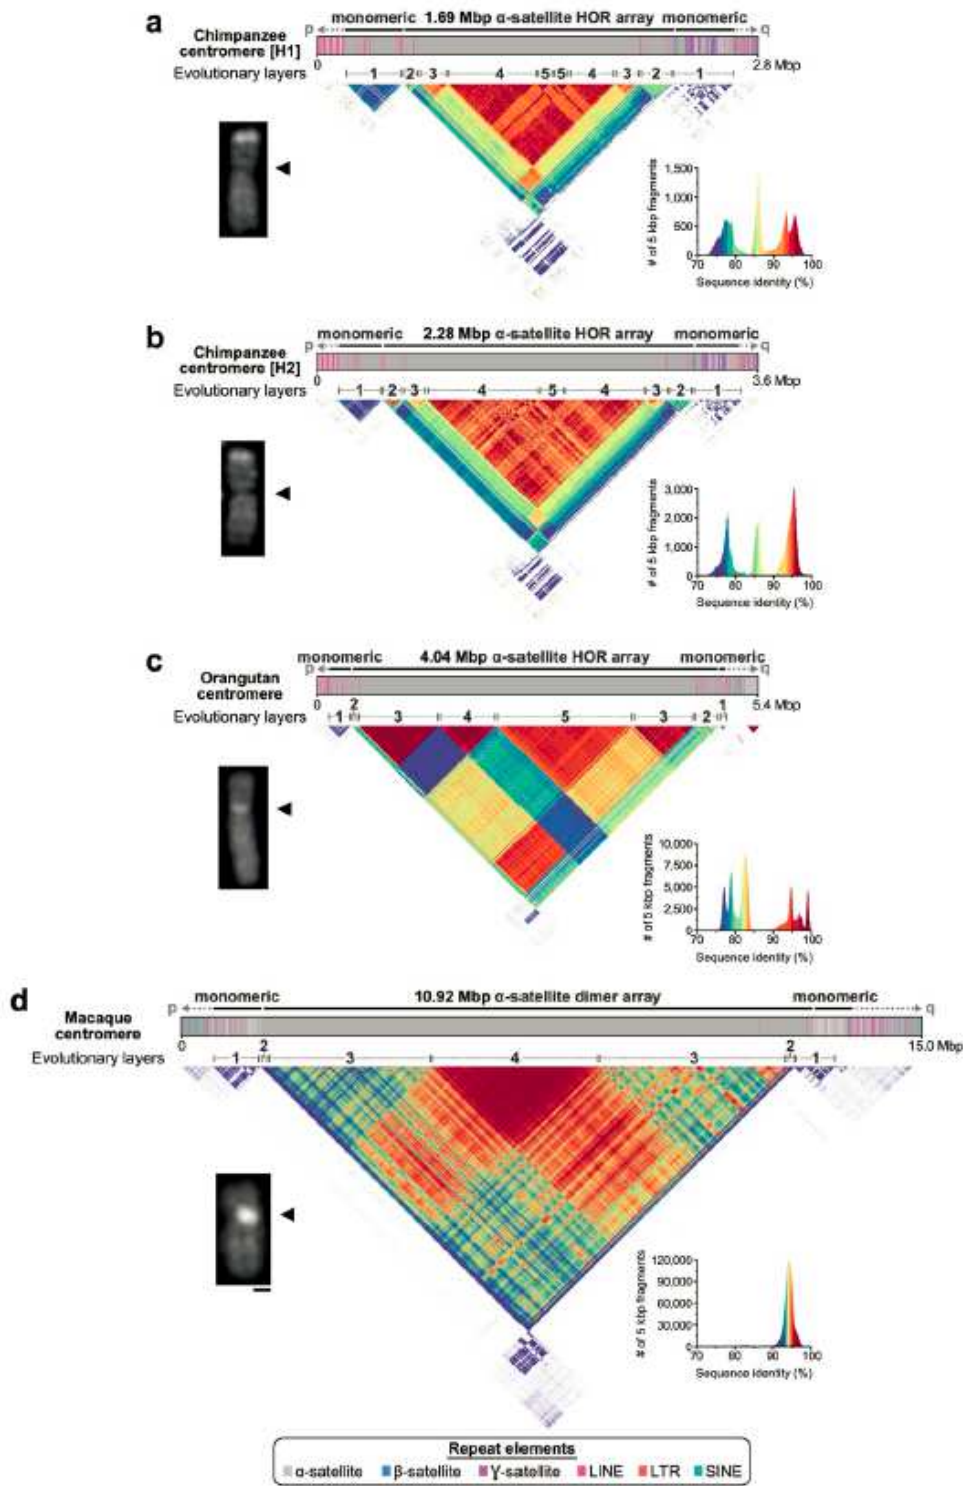 a
monomeric 1.69 Mbp α-satellite HOR array monomeric
p q
Chimpanzee
centromere [H1]
0 2.8 Mbp
Evolutionary layers 1 2 3 4 5 5 4 3 2 1
# of 5 kbp fragments
1,500
1,000
500
0
70 80 90 100
Sequence identity (%)
b
monomeric 2.28 Mbp α-satellite HOR array monomeric
p q
Chimpanzee
centromere [H2]
0 3.6 Mbp
Evolutionary layers 1 2 3 4 5 4 3 2 1
# of 5 kbp fragments
3,000
2,000
1,000
0
70 80 90 100
Sequence identity (%)
c
monomeric 4.04 Mbp α-satellite HOR array monomeric
p q
Orangutan
centromere
0 5.4 Mbp
Evolutionary layers 1 2 3 4 5 3 2 1
# of 5 kbp fragments
10,000
7,500
5,000
2,500
0
70 80 90 100
Sequence identity (%)
d
monomeric 10.92 Mbp α-satellite dimer array monomeric
p q
Macaque
centromere
0 15.0 Mbp
Evolutionary layers 1 2 3 4 3 2 1
# of 5 kbp fragments
120,000
90,000
60,000
30,000
0
70 80 90 100
Sequence identity (%)
Repeat elements
α-satellite β-satellite γ-satellite LINE LTR SINE